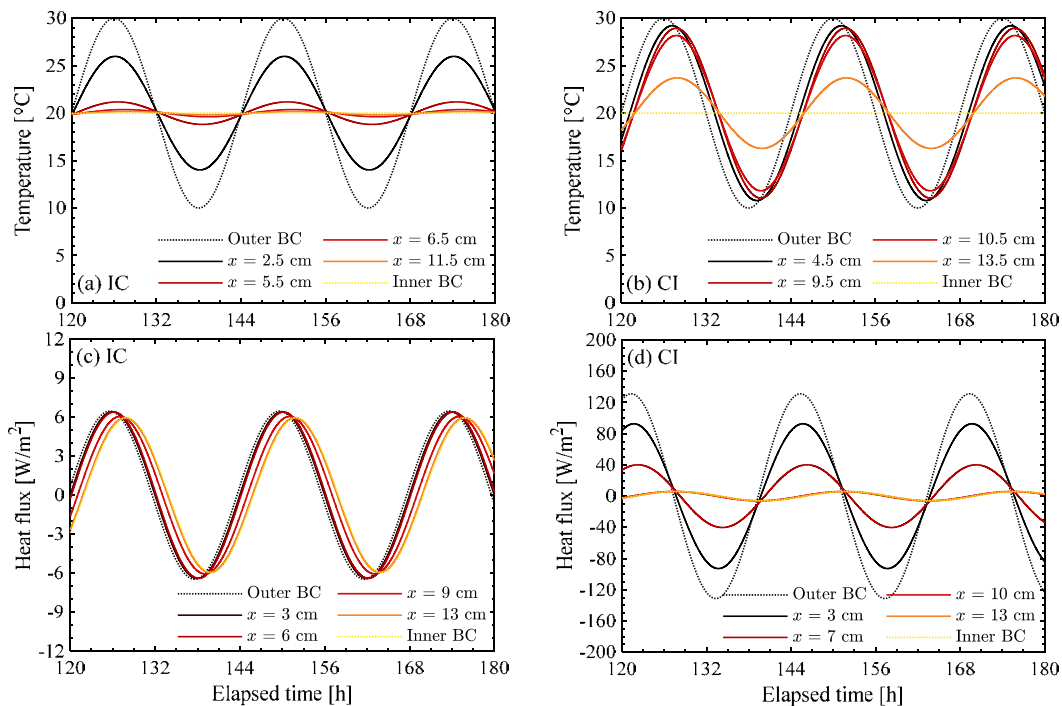 30
25
20
15
10
5
0
Temperature [°C]
Outer BC
x = 2.5 cm
x = 5.5 cm
x = 6.5 cm
x = 11.5 cm
Inner BC
(a) IC
120 132 144 156 168 180
30
25
20
15
10
5
0
Temperature [°C]
Outer BC
x = 4.5 cm
x = 9.5 cm
x = 10.5 cm
x = 13.5 cm
Inner BC
(b) CI
120 132 144 156 168 180
12
9
6
3
0
-3
-6
-9
-12
Heat flux [W/m²]
(c) IC
Outer BC
x = 3 cm
x = 6 cm
x = 9 cm
x = 13 cm
Inner BC
120 132 144 156 168 180
Elapsed time [h]
200
160
120
80
40
0
-40
-80
-120
-160
-200
Heat flux [W/m²]
(d) CI
Outer BC
x = 3 cm
x = 7 cm
x = 10 cm
x = 13 cm
Inner BC
120 132 144 156 168 180
Elapsed time [h]